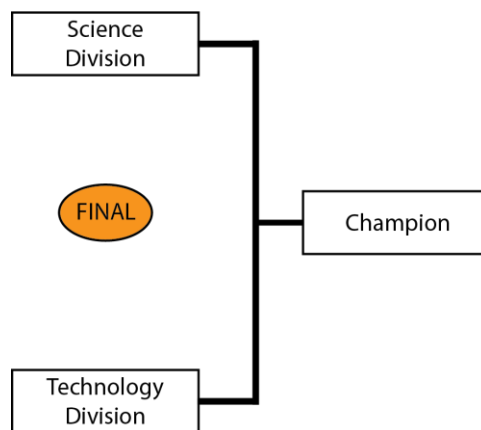 Science
Division
FINAL
Champion
Technology
Division